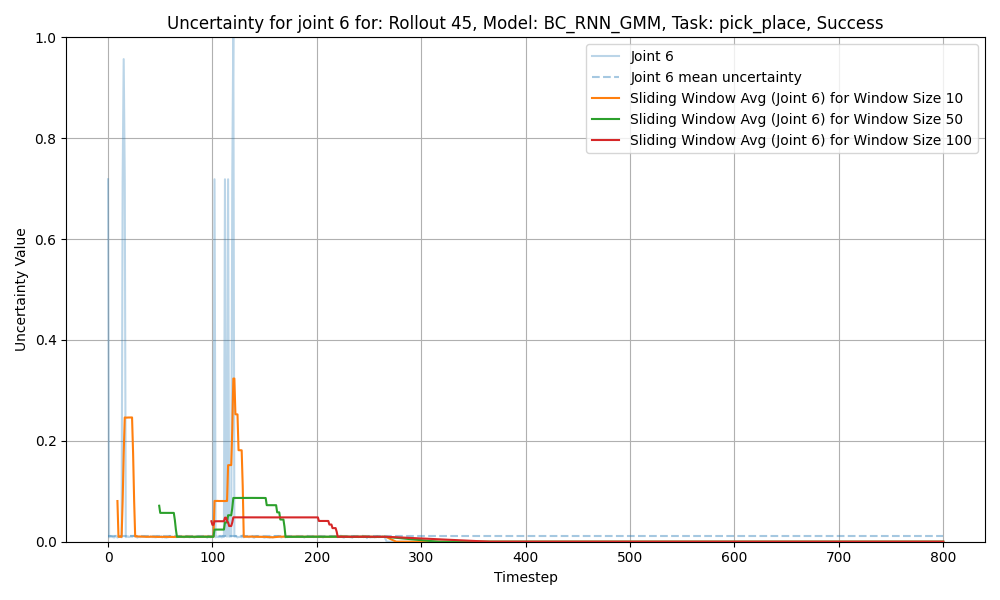 Uncertainty for joint 6 for: Rollout 45, Model: BC_RNN_GMM, Task: pick_place, Success
Uncertainty Value
1.0
0.8
0.6
0.4
0.2
0.0
Joint 6
Joint 6 mean uncertainty
Sliding Window Avg (Joint 6) for Window Size 10
Sliding Window Avg (Joint 6) for Window Size 50
Sliding Window Avg (Joint 6) for Window Size 100
0 100 200 300 400 500 600 700 800
Timestep